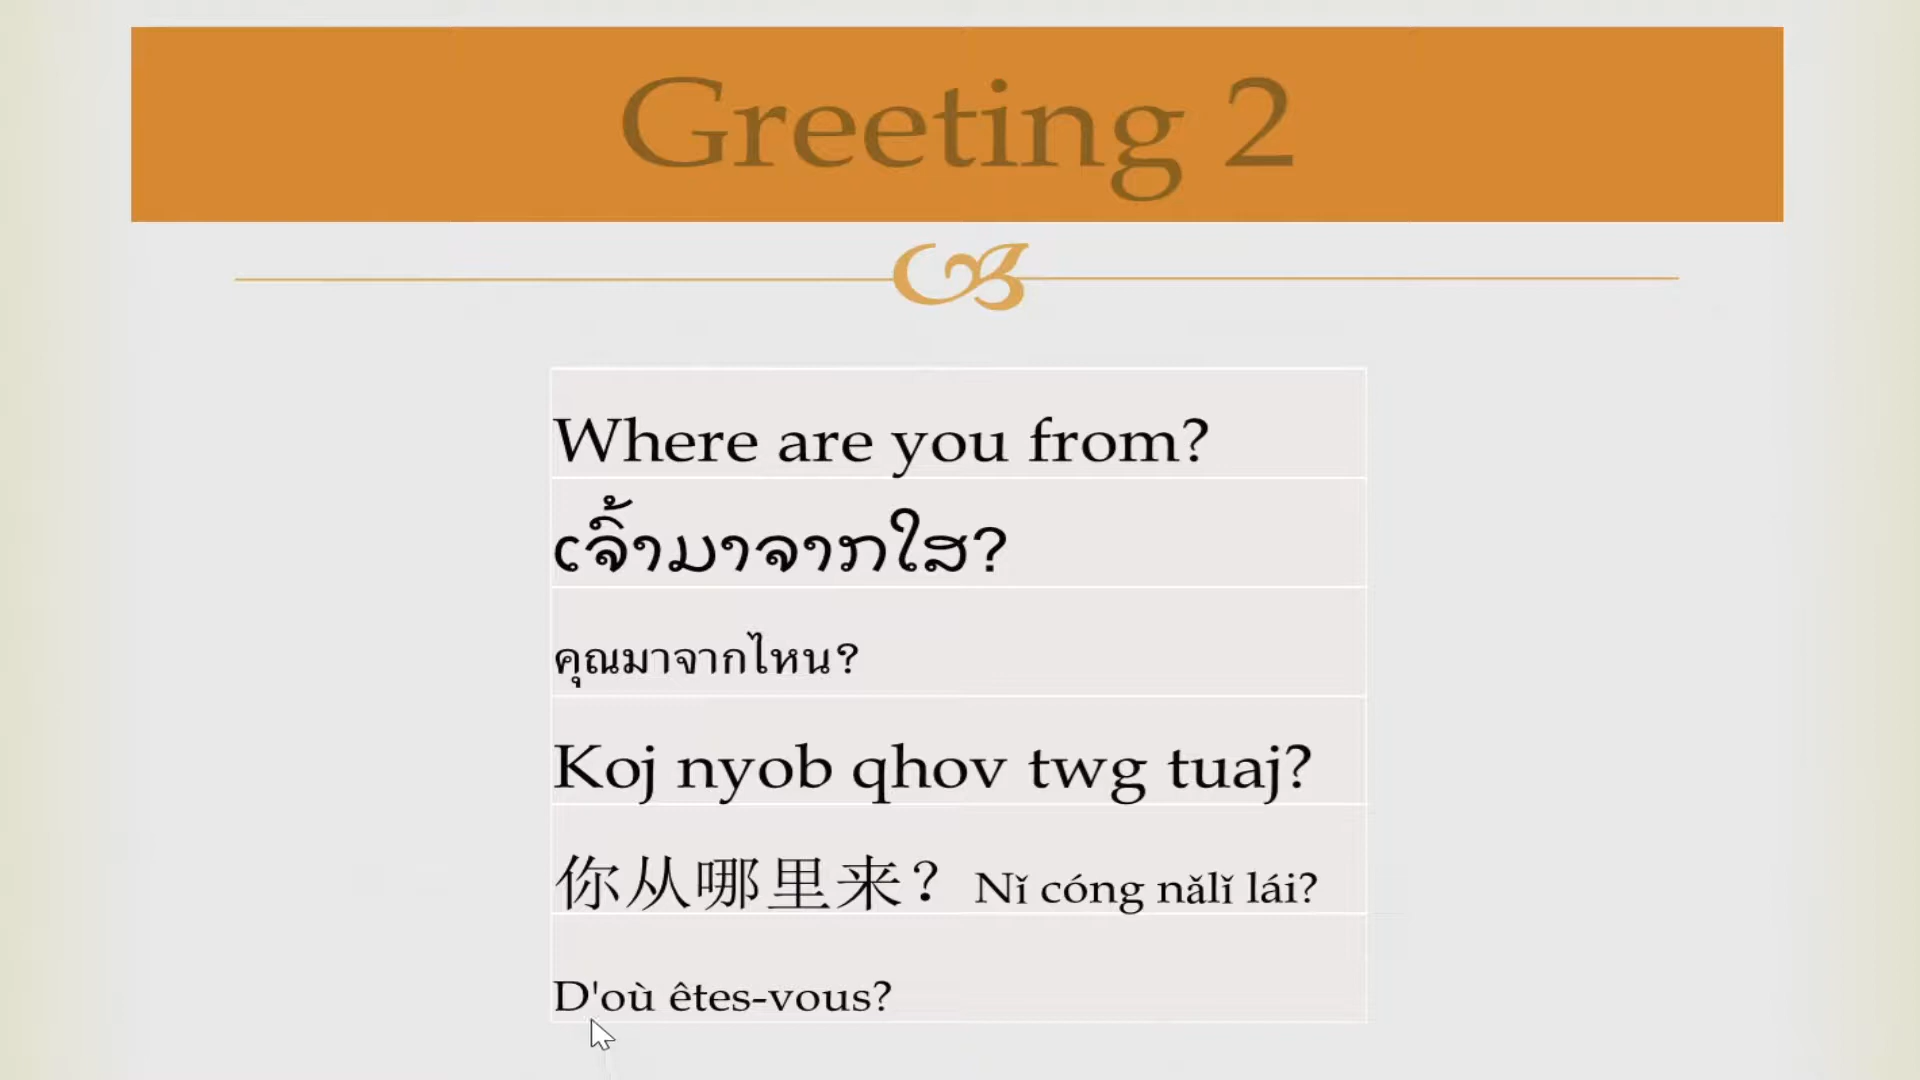 Greeting 2
Where are you from?
ເຈົ້າມາຈາກໃສ?
คุณมาจากไหน?
Koj nyob qhov twg tuaj?
你从哪里来？ Nǐ cóng nǎlǐ lái?
D'où êtes-vous?